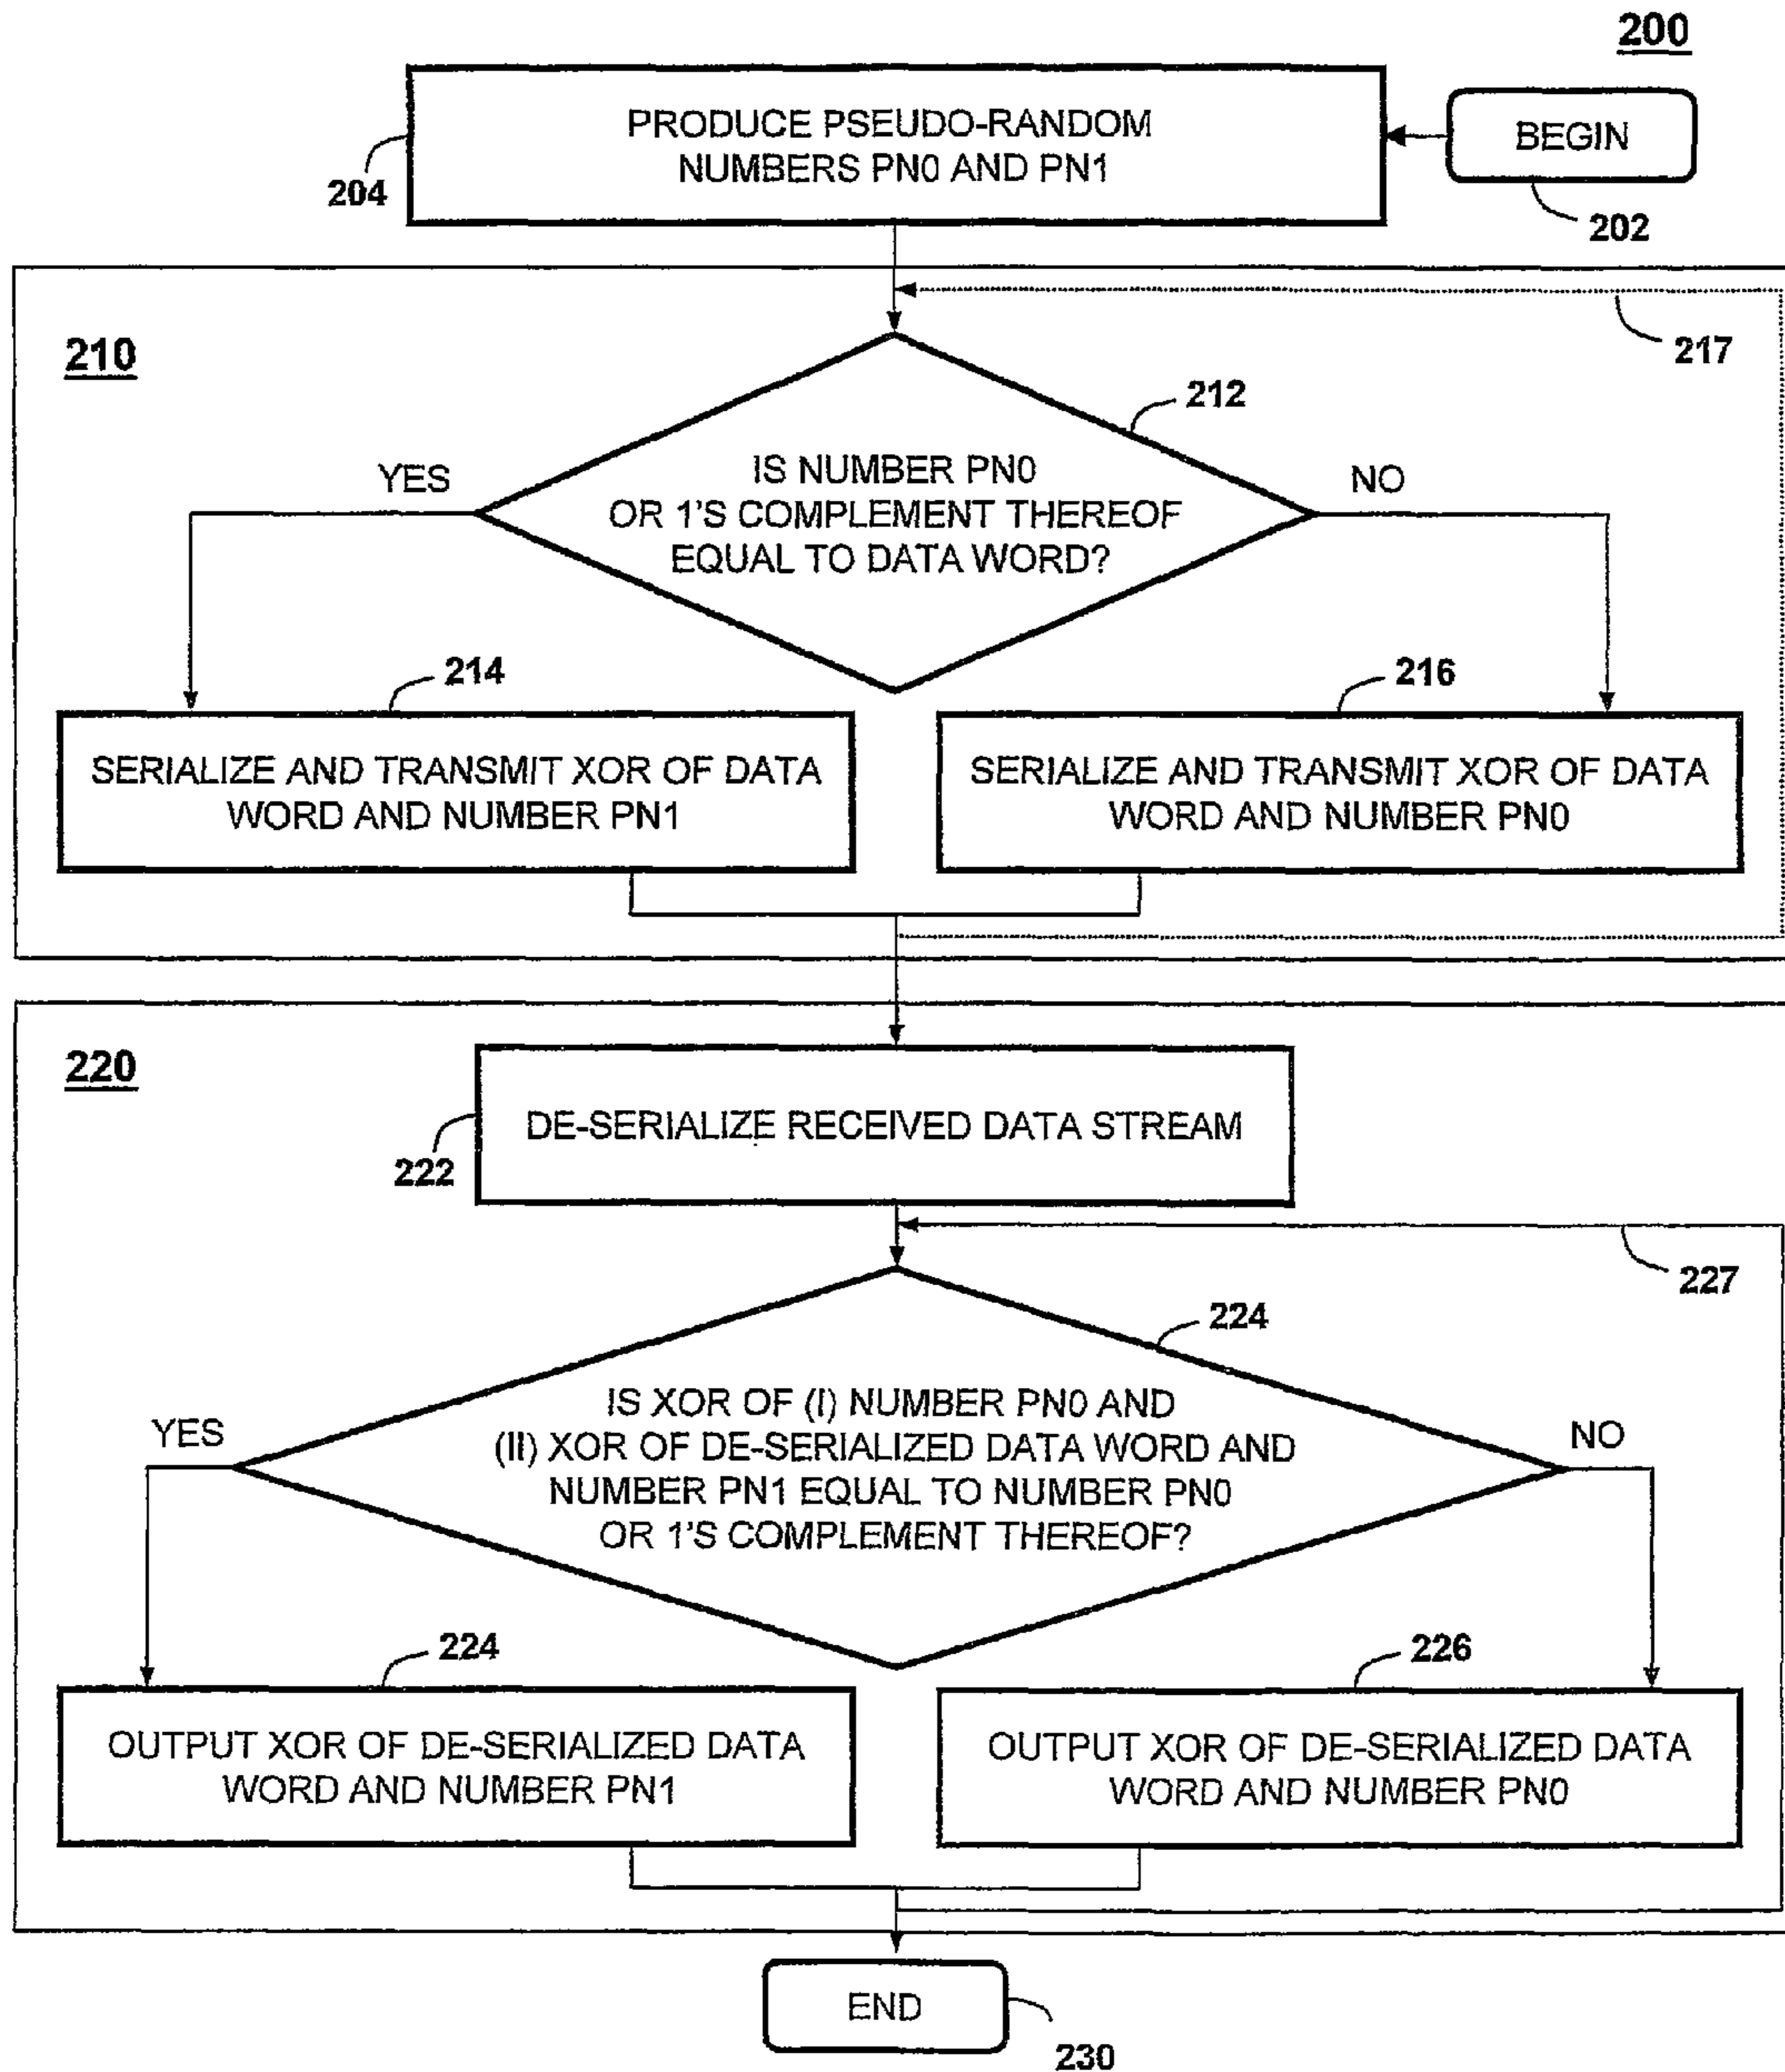 200
PRODUCE PSEUDO-RANDOM
NUMBERS PN0 AND PN1
BEGIN
204
202
210
217
212
YES
NO
IS NUMBER PN0
OR 1'S COMPLEMENT THEREOF
EQUAL TO DATA WORD?
214
216
SERIALIZE AND TRANSMIT XOR OF DATA
WORD AND NUMBER PN1
SERIALIZE AND TRANSMIT XOR OF DATA
WORD AND NUMBER PN0
220
DE-SERIALIZE RECEIVED DATA STREAM
222
227
224
YES
NO
IS XOR OF (I) NUMBER PN0 AND
(II) XOR OF DE-SERIALIZED DATA WORD AND
NUMBER PN1 EQUAL TO NUMBER PN0
OR 1'S COMPLEMENT THEREOF?
224
226
OUTPUT XOR OF DE-SERIALIZED DATA
WORD AND NUMBER PN1
OUTPUT XOR OF DE-SERIALIZED DATA
WORD AND NUMBER PN0
END
230